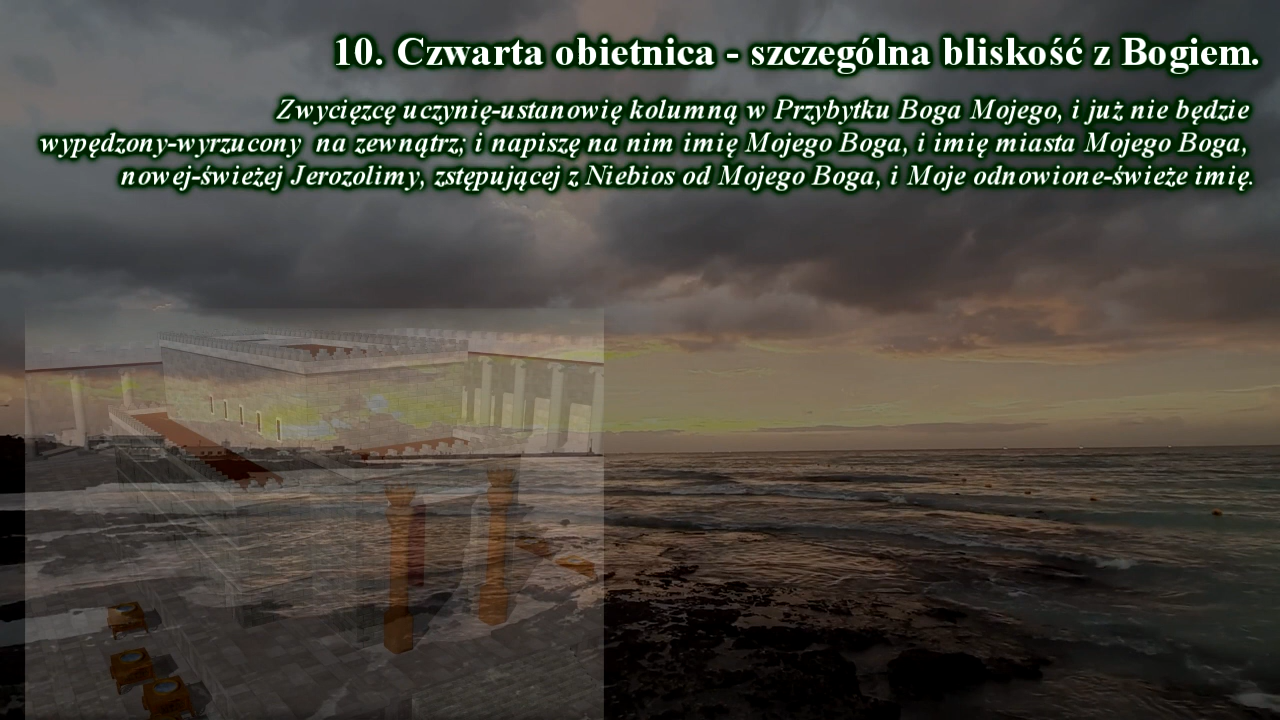 10. Czwarta obietnica - szczególna bliskość z Bogiem.
Zwycięzcę uczynię-ustanowię kolumną w Przybytku Boga Mojego, i już nie będzie
wypędzony-wyrzucony na zewnątrz; i napiszę na nim imię Mojego Boga, i imię miasta Mojego Boga,
nowej-świeżej Jerozolimy, zstępującej z Niebios od Mojego Boga, i Moje odnowione-świeże imię.